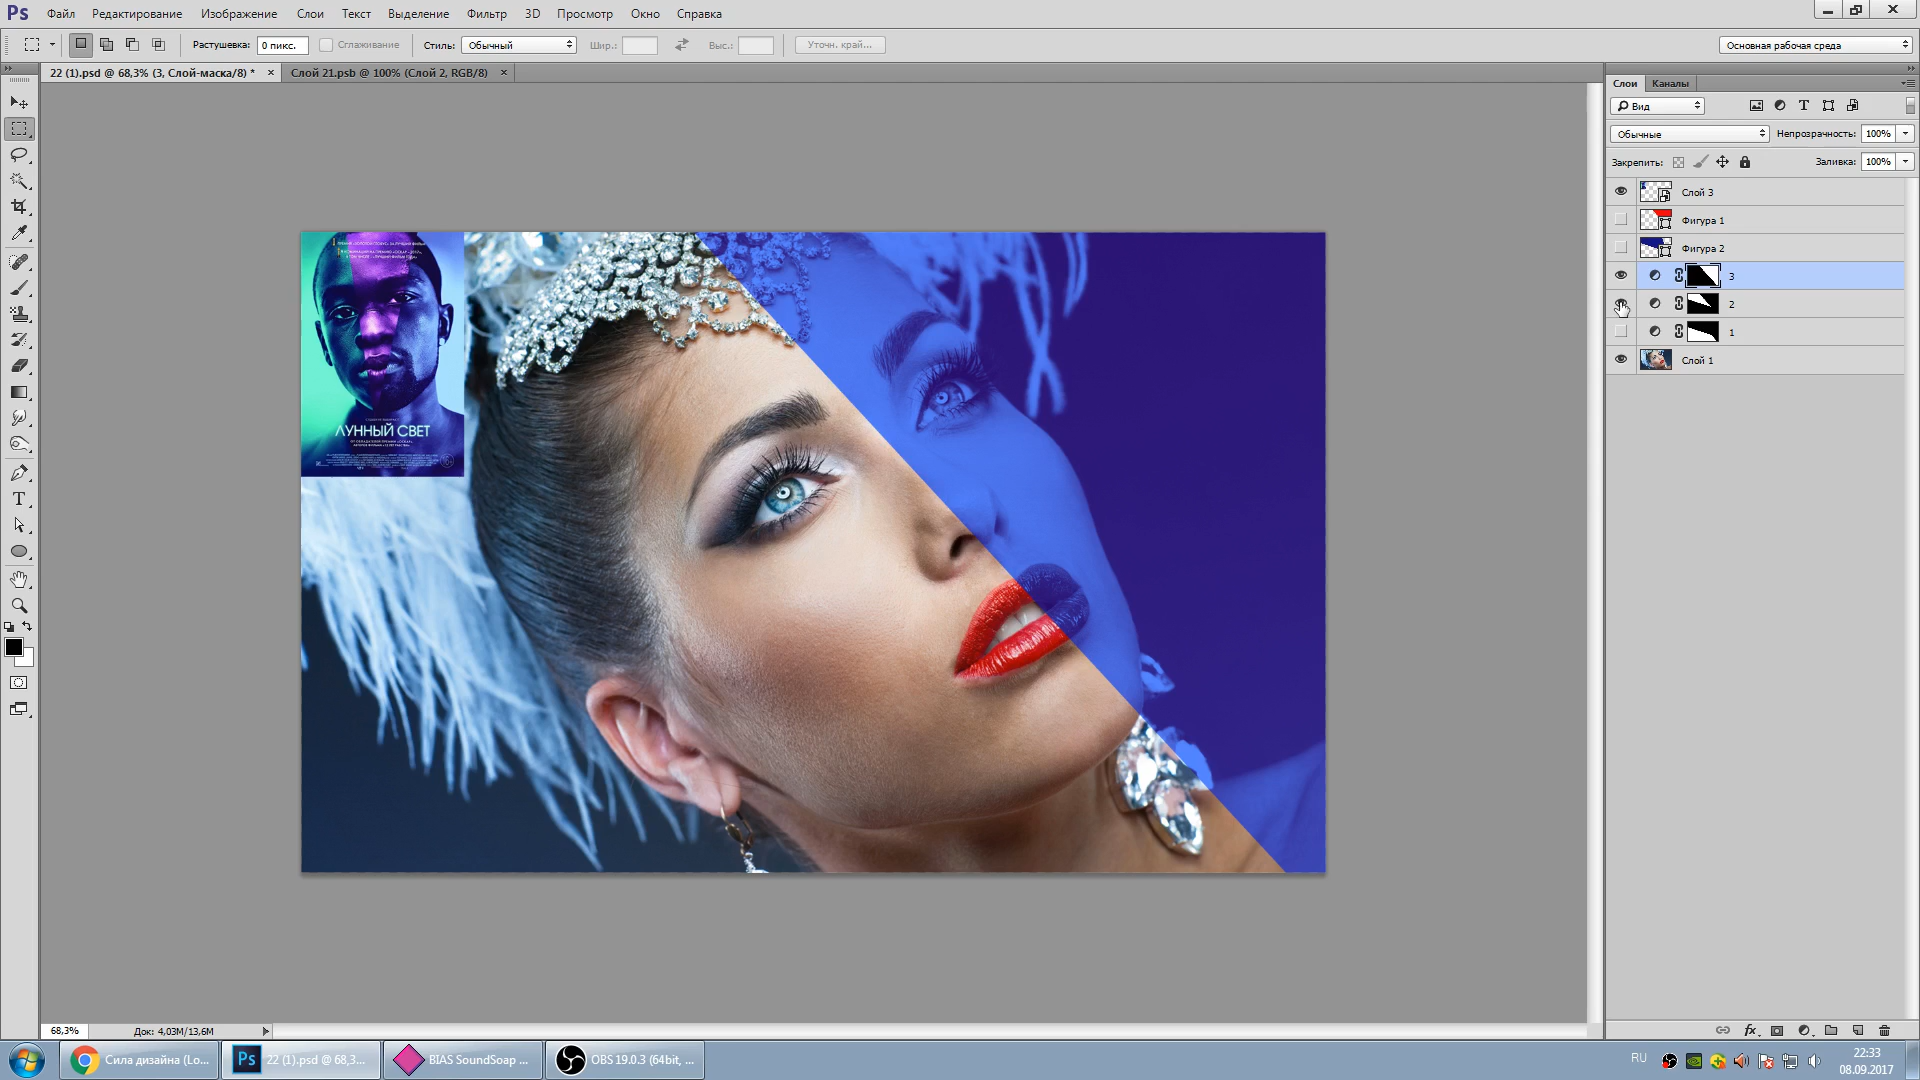 Ps Файл Редактирование Изображение Слои Текст Выделение Фильтр 3D Просмотр Окно Справка
Растушевка: 0 пикс. Сглаживание Стиль: Обычный Шир.: Выс.: Уточн. край... Основная рабочая среда
22 (1).psd @ 68,3% (3, Слой-маска/8) * × Слой 21.psb @ 100% (Слой 2, RGB/8) ×
Слои Каналы
Вид
Обычные Непрозрачность: 100%
Закрепить: Заливка: 100%
Слой 3
Фигура 1
Фигура 2
3
2
1
Слой 1
ЛУННЫЙ СВЕТ
68,3% Док: 4,03M/13,6M
Сила дизайна (Lo...
Ps 22 (1).psd @ 68,3...
BIAS SoundSoap ...
OBS 19.0.3 (64bit, ...
RU
22:33
08.09.2017